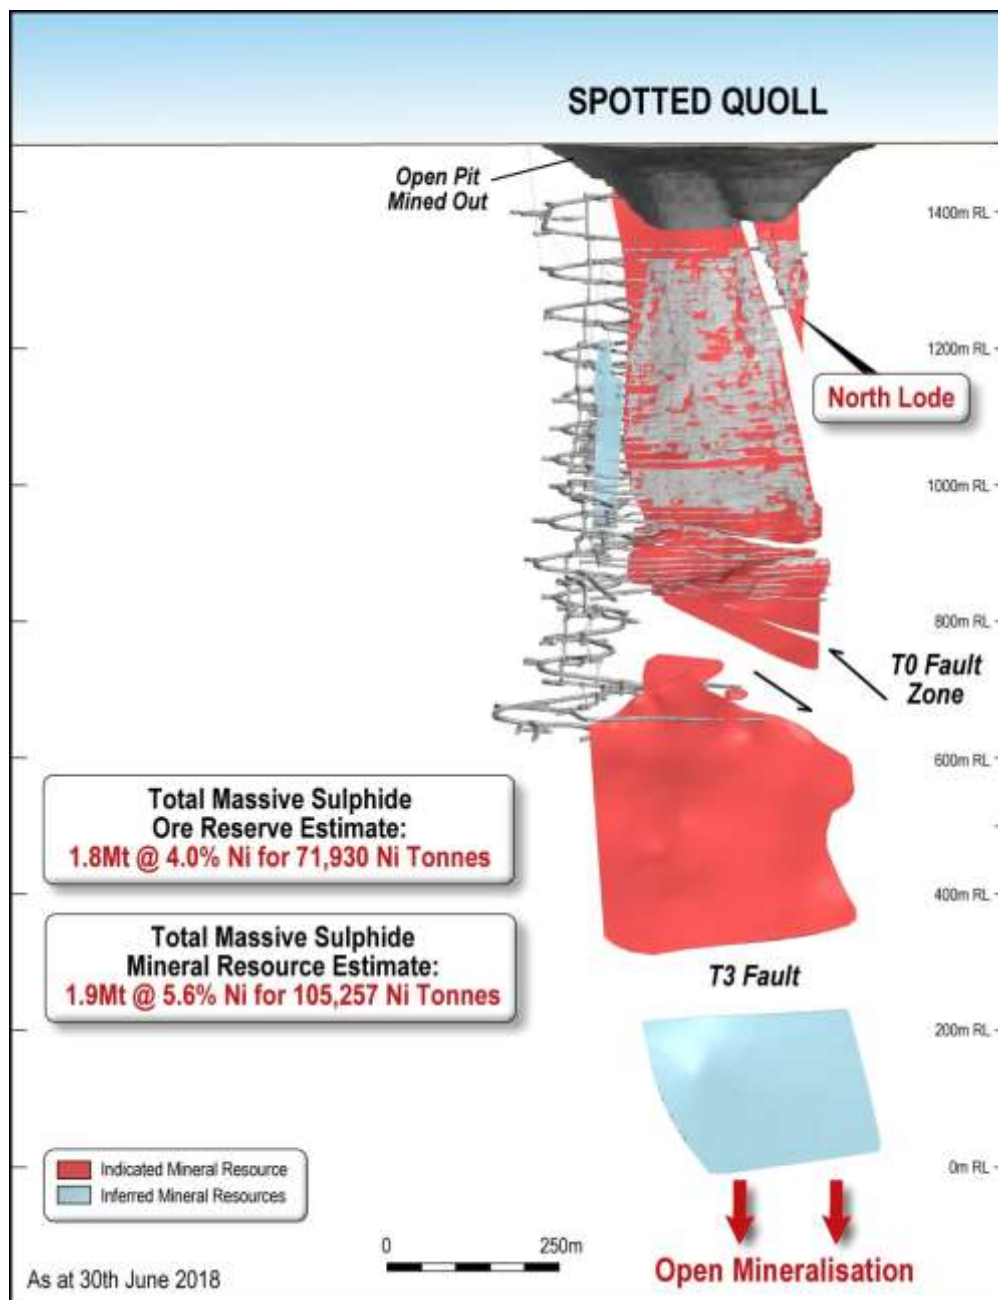 SPOTTED QUOLL
Open Pit
Mined Out
1400m RL
1200m RL
North Lode
1000m RL
800m RL
T0 Fault
Zone
600m RL
Total Massive Sulphide
Ore Reserve Estimate:
1.8Mt @ 4.0% Ni for 71,930 Ni Tonnes
400m RL
Total Massive Sulphide
Mineral Resource Estimate:
1.9Mt @ 5.6% Ni for 105,257 Ni Tonnes
T3 Fault
200m RL
Indicated Mineral Resource
Inferred Mineral Resources
0m RL
0 250m
Open Mineralisation
As at 30th June 2018